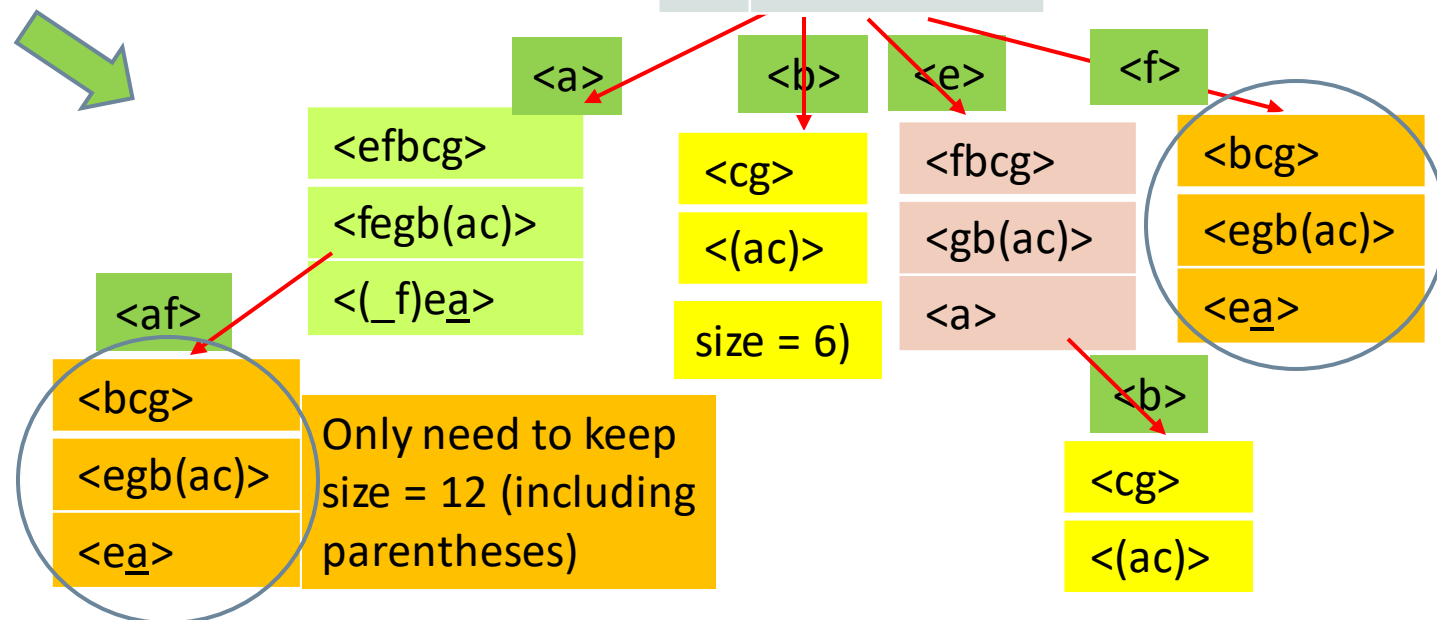 <a>
<b>
<e>
<f>
<efbcg>
<fegb(ac)>
<(_f)ea>
<cg>
<(ac)>
size = 6)
<fbcg>
<gb(ac)>
<a>
<bcg>
<egb(ac)>
<ea>
<af>
<bcg>
<egb(ac)>
<ea>
Only need to keep
size = 12 (including
parentheses)
<b>
<cg>
<(ac)>